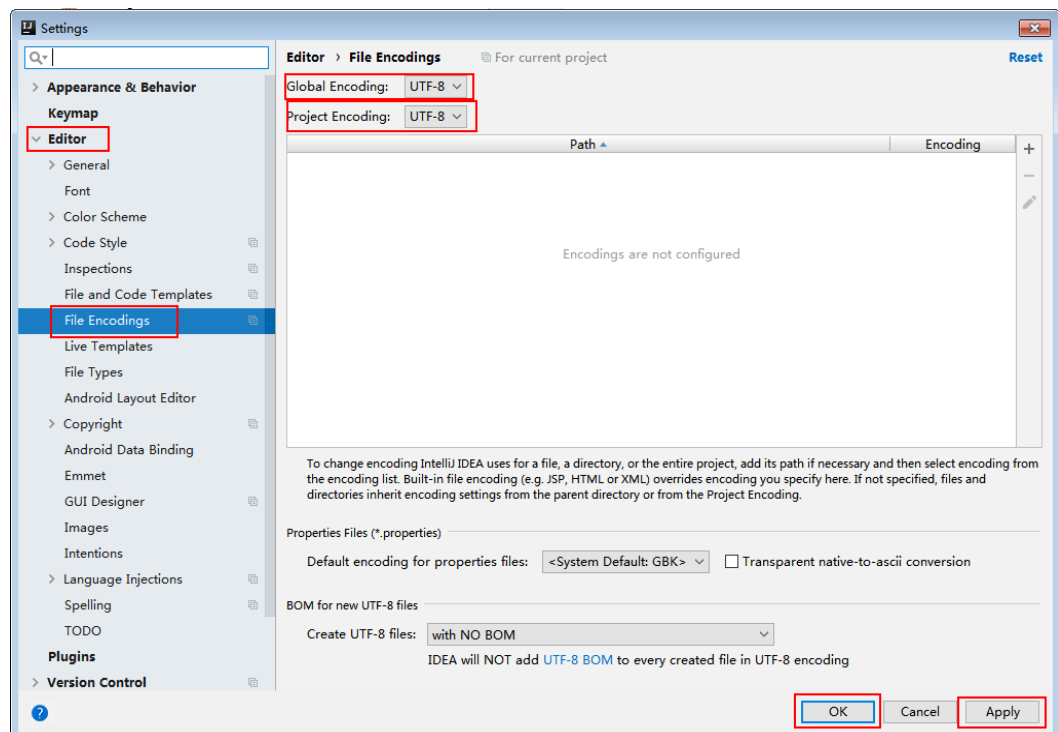 Settings
Editor › File Encodings For current project Reset
Appearance & Behavior
Keymap
Editor
General
Font
Color Scheme
Code Style
Inspections
File and Code Templates
File Encodings
Live Templates
File Types
Android Layout Editor
Copyright
Android Data Binding
Emmet
GUI Designer
Images
Intentions
Language Injections
Spelling
TODO
Plugins
Version Control
Global Encoding: UTF-8
Project Encoding: UTF-8
Path Encoding
Encodings are not configured
To change encoding IntelliJ IDEA uses for a file, a directory, or the entire project, add its path if necessary and then select encoding from
the encoding list. Built-in file encoding (e.g. JSP, HTML or XML) overrides encoding you specify here. If not specified, files and
directories inherit encoding settings from the parent directory or from the Project Encoding.
Properties Files (*.properties)
Default encoding for properties files: <System Default: GBK> Transparent native-to-ascii conversion
BOM for new UTF-8 files
Create UTF-8 files: with NO BOM
IDEA will NOT add UTF-8 BOM to every created file in UTF-8 encoding
? OK Cancel Apply